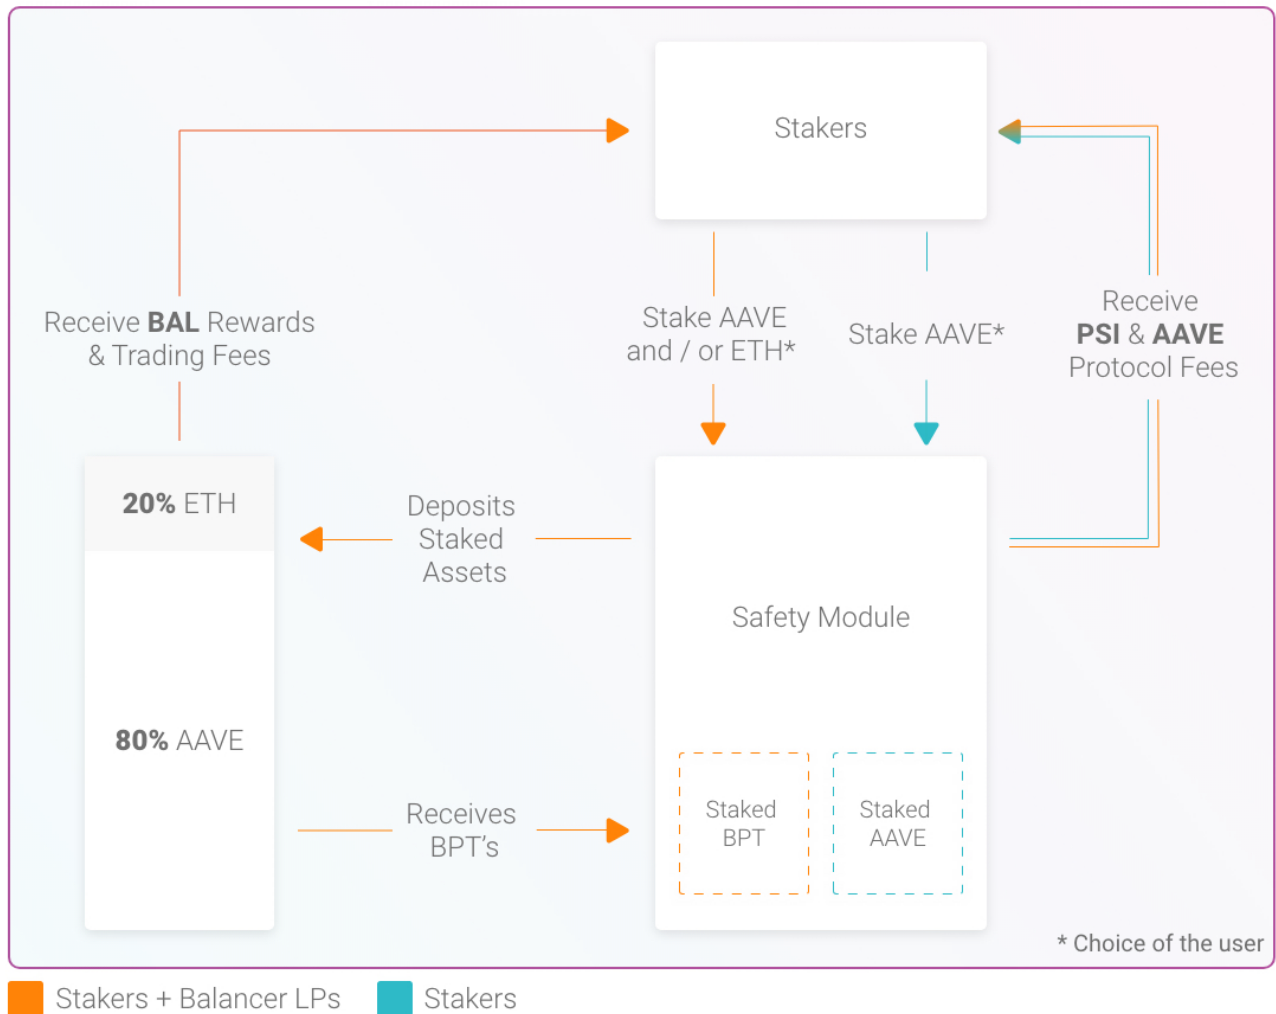 Stakers
Receive BAL Rewards
& Trading Fees
Stake AAVE
and / or ETH*
Stake AAVE*
Receive
PSI & AAVE
Protocol Fees
20% ETH
80% AAVE
Deposits
Staked
Assets
Safety Module
Receives
BPT’s
Staked
BPT
Staked
AAVE
* Choice of the user
Stakers + Balancer LPs
Stakers